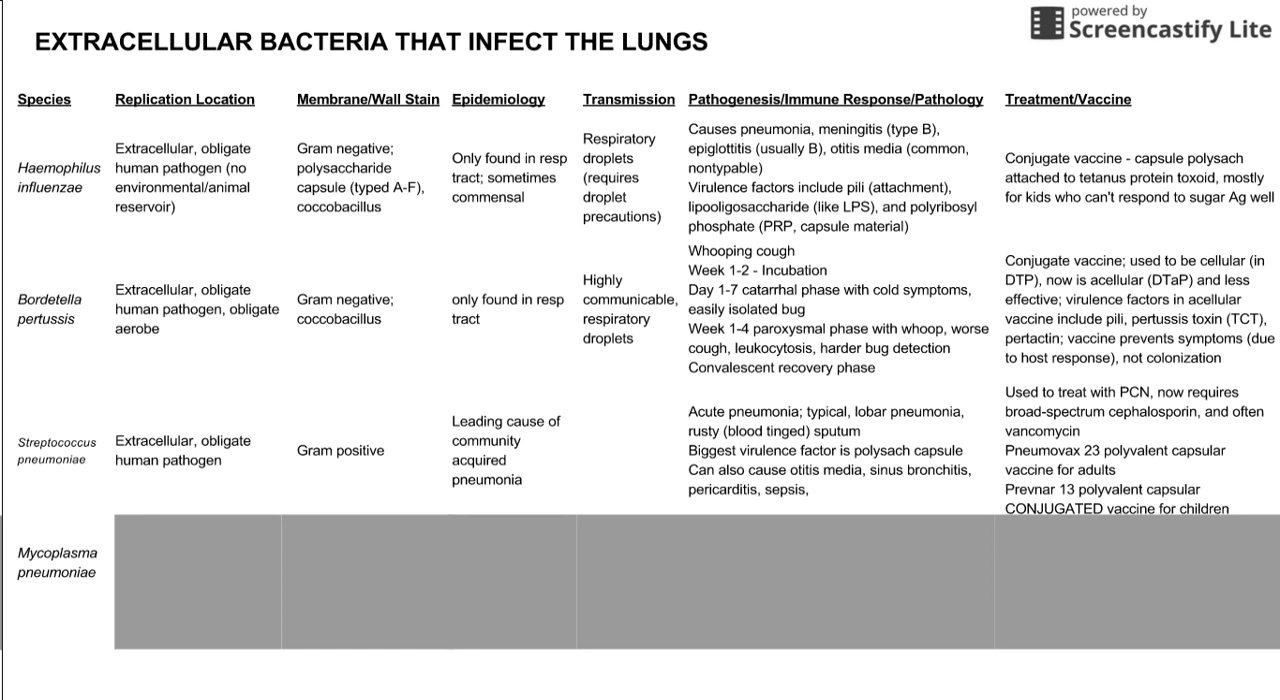 powered by
Screencastify Lite
EXTRACELLULAR BACTERIA THAT INFECT THE LUNGS
Species
Replication Location
Membrane/Wall Stain
Epidemiology
Transmission
Pathogenesis/Immune Response/Pathology
Treatment/Vaccine
Haemophilus
influenzae
Extracellular, obligate
human pathogen (no
environmental/animal
reservoir)
Gram negative;
polysaccharide
capsule (typed A-F),
coccobacillus
Only found in resp
tract; sometimes
commensal
Respiratory
droplets
(requires
droplet
precautions)
Causes pneumonia, meningitis (type B),
epiglottitis (usually B), otitis media (common,
nontypable)
Virulence factors include pili (attachment),
lipooligosaccharide (like LPS), and polyribosyl
phosphate (PRP, capsule material)
Conjugate vaccine - capsule polysach
attached to tetanus protein toxoid, mostly
for kids who can't respond to sugar Ag well
Bordetella
pertussis
Extracellular, obligate
human pathogen, obligate
aerobe
Gram negative;
coccobacillus
only found in resp
tract
Highly
communicable,
respiratory
droplets
Whooping cough
Week 1-2 - Incubation
Day 1-7 catarrhal phase with cold symptoms,
easily isolated bug
Week 1-4 paroxysmal phase with whoop, worse
cough, leukocytosis, harder bug detection
Convalescent recovery phase
Conjugate vaccine; used to be cellular (in
DTP), now is acellular (DTaP) and less
effective; virulence factors in acellular
vaccine include pili, pertussis toxin (TCT),
pertactin; vaccine prevents symptoms (due
to host response), not colonization
Streptococcus
pneumoniae
Extracellular, obligate
human pathogen
Gram positive
Leading cause of
community
acquired
pneumonia
Acute pneumonia; typical, lobar pneumonia,
rusty (blood tinged) sputum
Biggest virulence factor is polysach capsule
Can also cause otitis media, sinus bronchitis,
pericarditis, sepsis,
Used to treat with PCN, now requires
broad-spectrum cephalosporin, and often
vancomycin
Pneumovax 23 polyvalent capsular
vaccine for adults
Prevnar 13 polyvalent capsular
CONJUGATED vaccine for children
Mycoplasma
pneumoniae